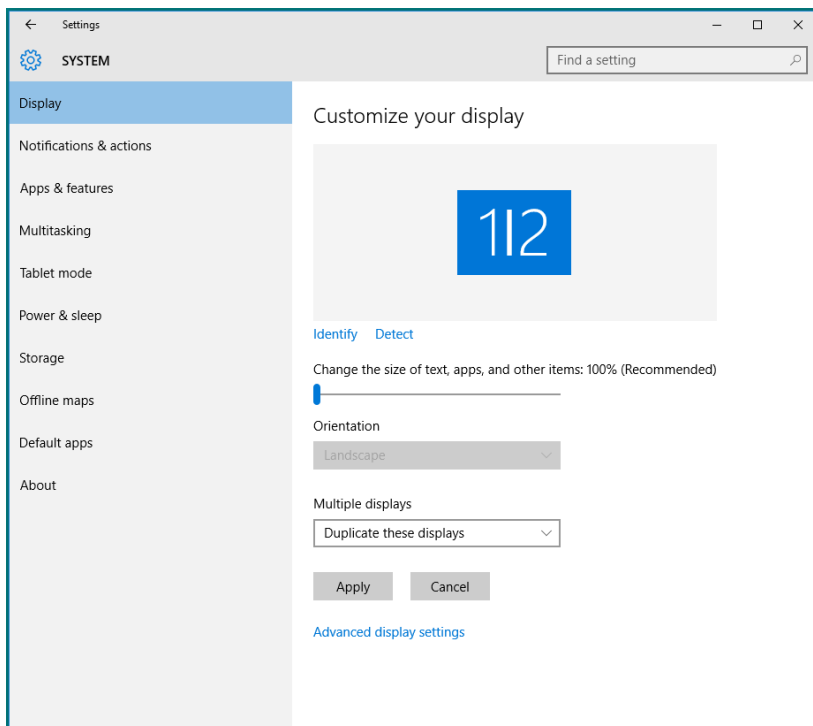 Settings
SYSTEM
Find a setting
Display
Notifications & actions
Apps & features
Multitasking
Tablet mode
Power & sleep
Storage
Offline maps
Default apps
About
Customize your display
1|2
Identify Detect
Change the size of text, apps, and other items: 100% (Recommended)
Orientation
Landscape
Multiple displays
Duplicate these displays
Apply Cancel
Advanced display settings